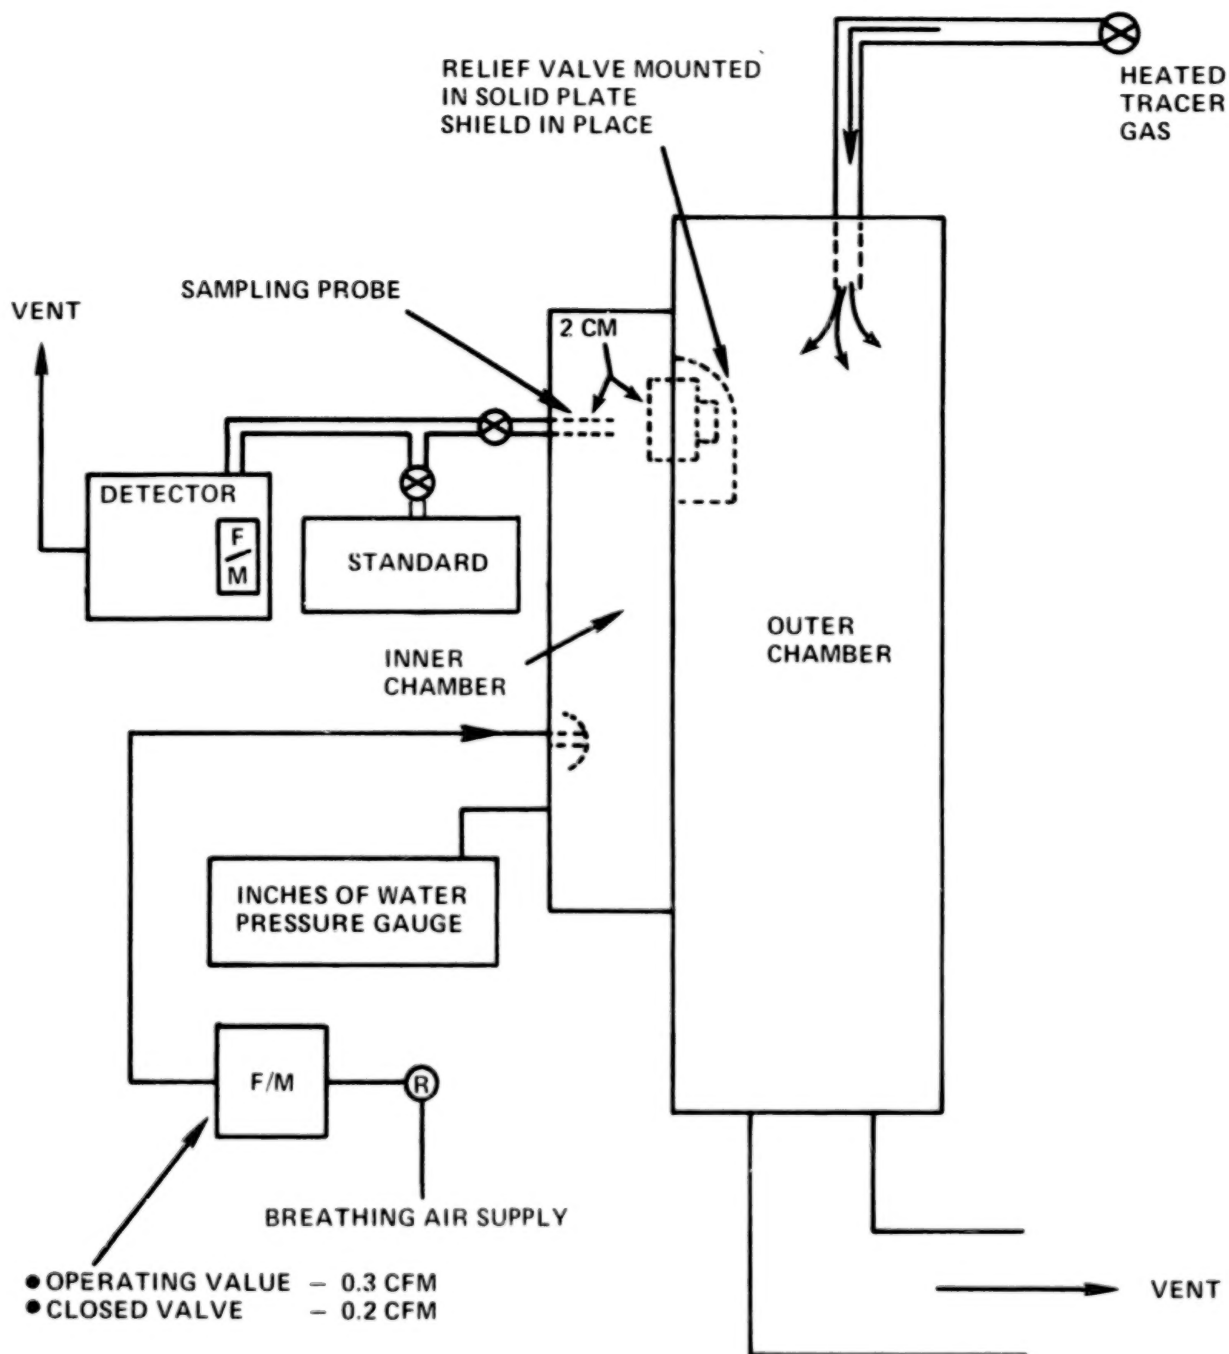 RELIEF VALVE MOUNTED
IN SOLID PLATE
SHIELD IN PLACE
HEATED
TRACER
GAS
SAMPLING PROBE
VENT
2 CM
DETECTOR
F/M
STANDARD
INNER
CHAMBER
OUTER
CHAMBER
INCHES OF WATER
PRESSURE GAUGE
F/M
R
BREATHING AIR SUPPLY
● OPERATING VALUE – 0.3 CFM
● CLOSED VALVE – 0.2 CFM
VENT